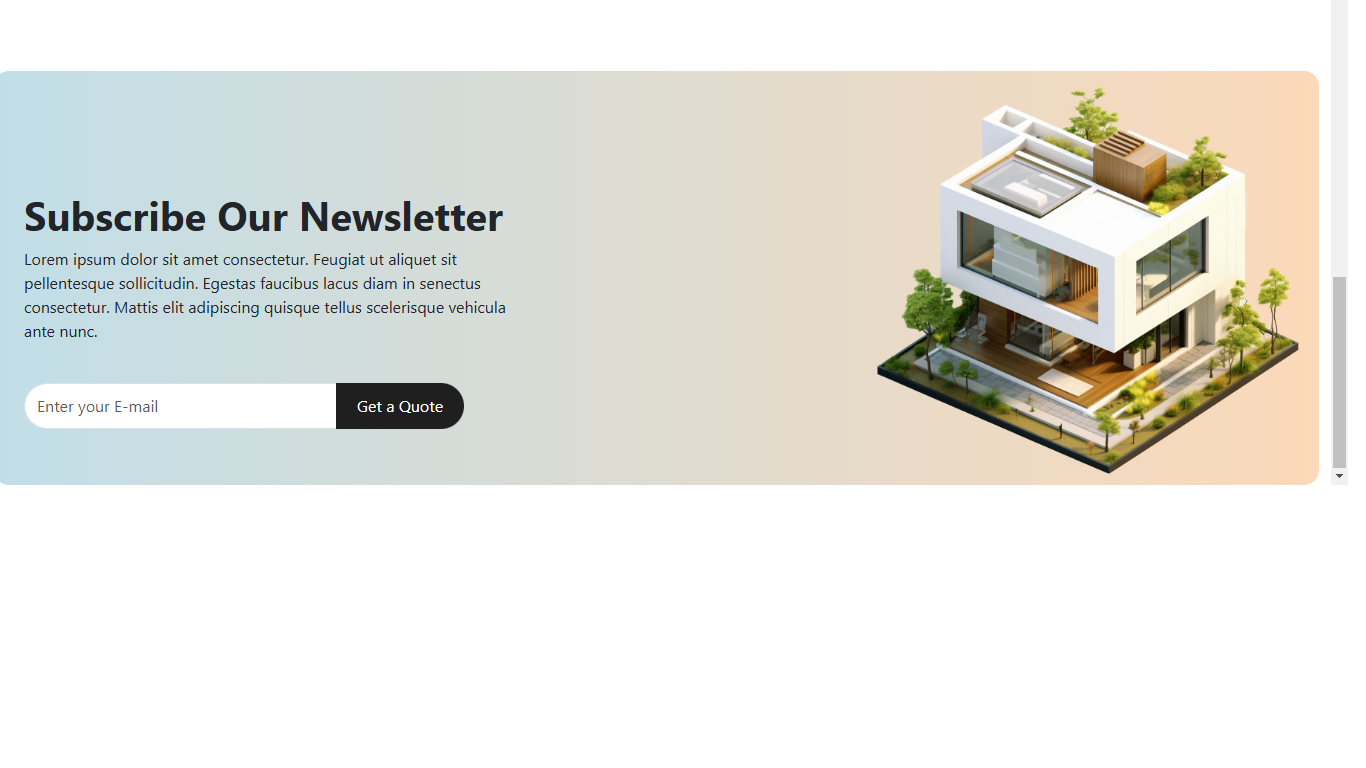 Subscribe Our Newsletter
Lorem ipsum dolor sit amet consectetur. Feugiat ut aliquet sit
pellentesque sollicitudin. Egestas faucibus lacus diam in senectus
consectetur. Mattis elit adipiscing quisque tellus scelerisque vehicula
ante nunc.
Enter your E-mail
Get a Quote